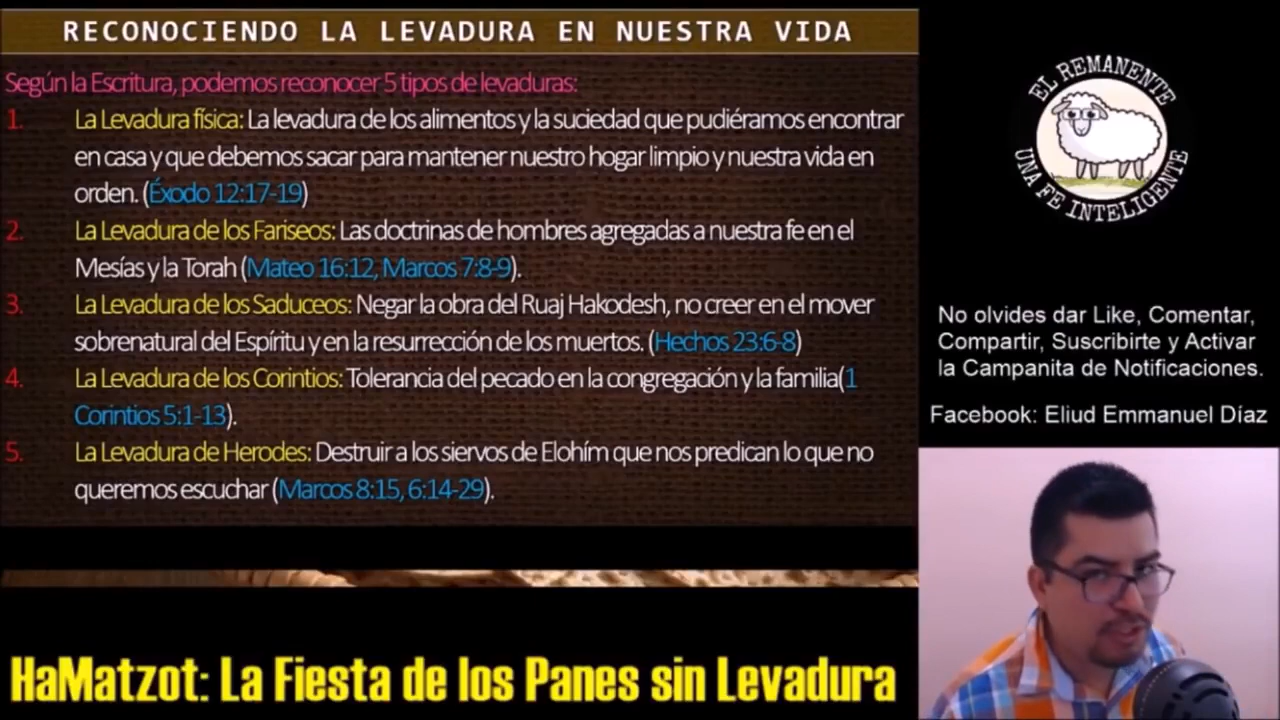 RECONOCIENDO LA LEVADURA EN NUESTRA VIDA
Según la Escritura, podemos reconocer 5 tipos de levaduras:
1. La Levadura física: La levadura de los alimentos y la suciedad que pudiéramos encontrar
en casa y que debemos sacar para mantener nuestro hogar limpio y nuestra vida en
orden. (Éxodo 12:17-19)
2. La Levadura de los Fariseos: Las doctrinas de hombres agregadas a nuestra fe en el
Mesías y la Torah (Mateo 16:12, Marcos 7:8-9).
3. La Levadura de los Saduceos: Negar la obra del Ruaj Hakodesh, no creer en el mover
sobrenatural del Espíritu y en la resurrección de los muertos. (Hechos 23:6-8)
4. La Levadura de los Corintios: Tolerancia del pecado en la congregación y la familia(1
Corintios 5:1-13).
5. La Levadura de Herodes: Destruir a los siervos de Elohím que nos predican lo que no
queremos escuchar (Marcos 8:15, 6:14-29).
EL REMANENTE
UNA FE INTELIGENTE
No olvides dar Like, Comentar,
Compartir, Suscribirte y Activar
la Campanita de Notificaciones.
Facebook: Eliud Emmanuel Díaz
HaMatzot: La Fiesta de los Panes sin Levadura